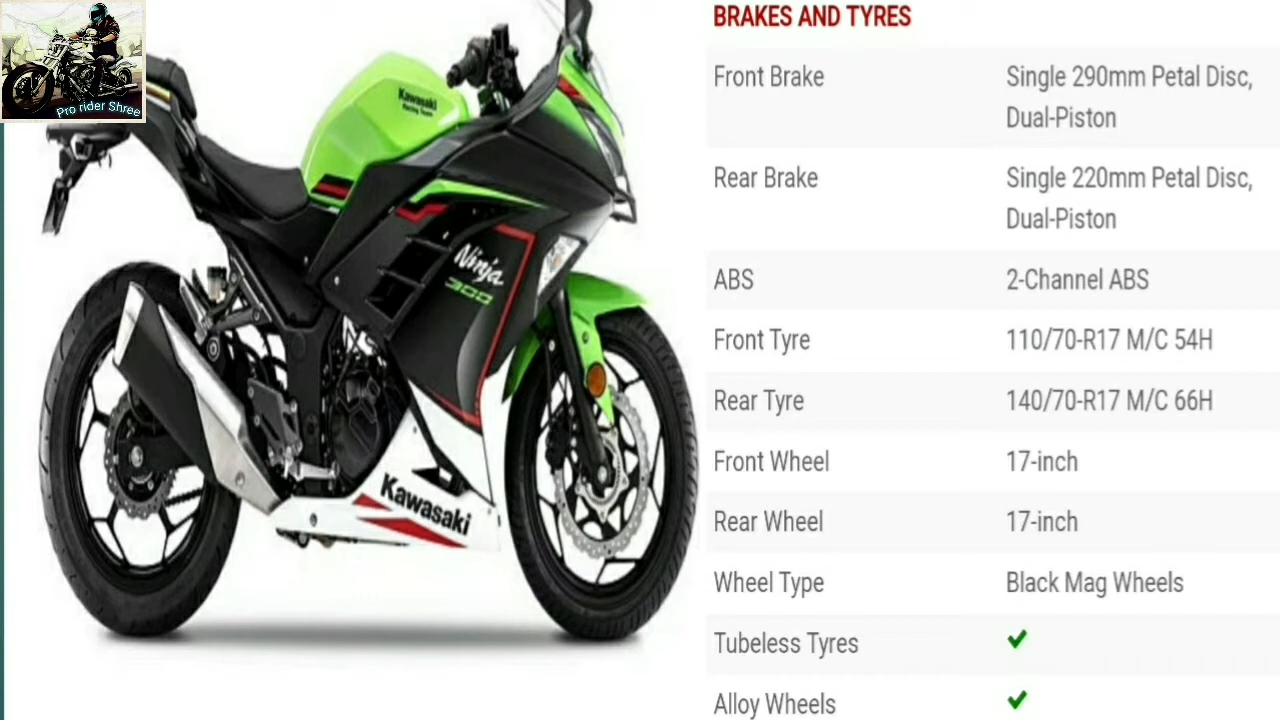 Pro rider Shree
Kawasaki
Racing Team
Ninja
300
Kawasaki
BRAKES AND TYRES
Front Brake
Single 290mm Petal Disc,
Dual-Piston
Rear Brake
Single 220mm Petal Disc,
Dual-Piston
ABS
2-Channel ABS
Front Tyre
110/70-R17 M/C 54H
Rear Tyre
140/70-R17 M/C 66H
Front Wheel
17-inch
Rear Wheel
17-inch
Wheel Type
Black Mag Wheels
Tubeless Tyres
Alloy Wheels